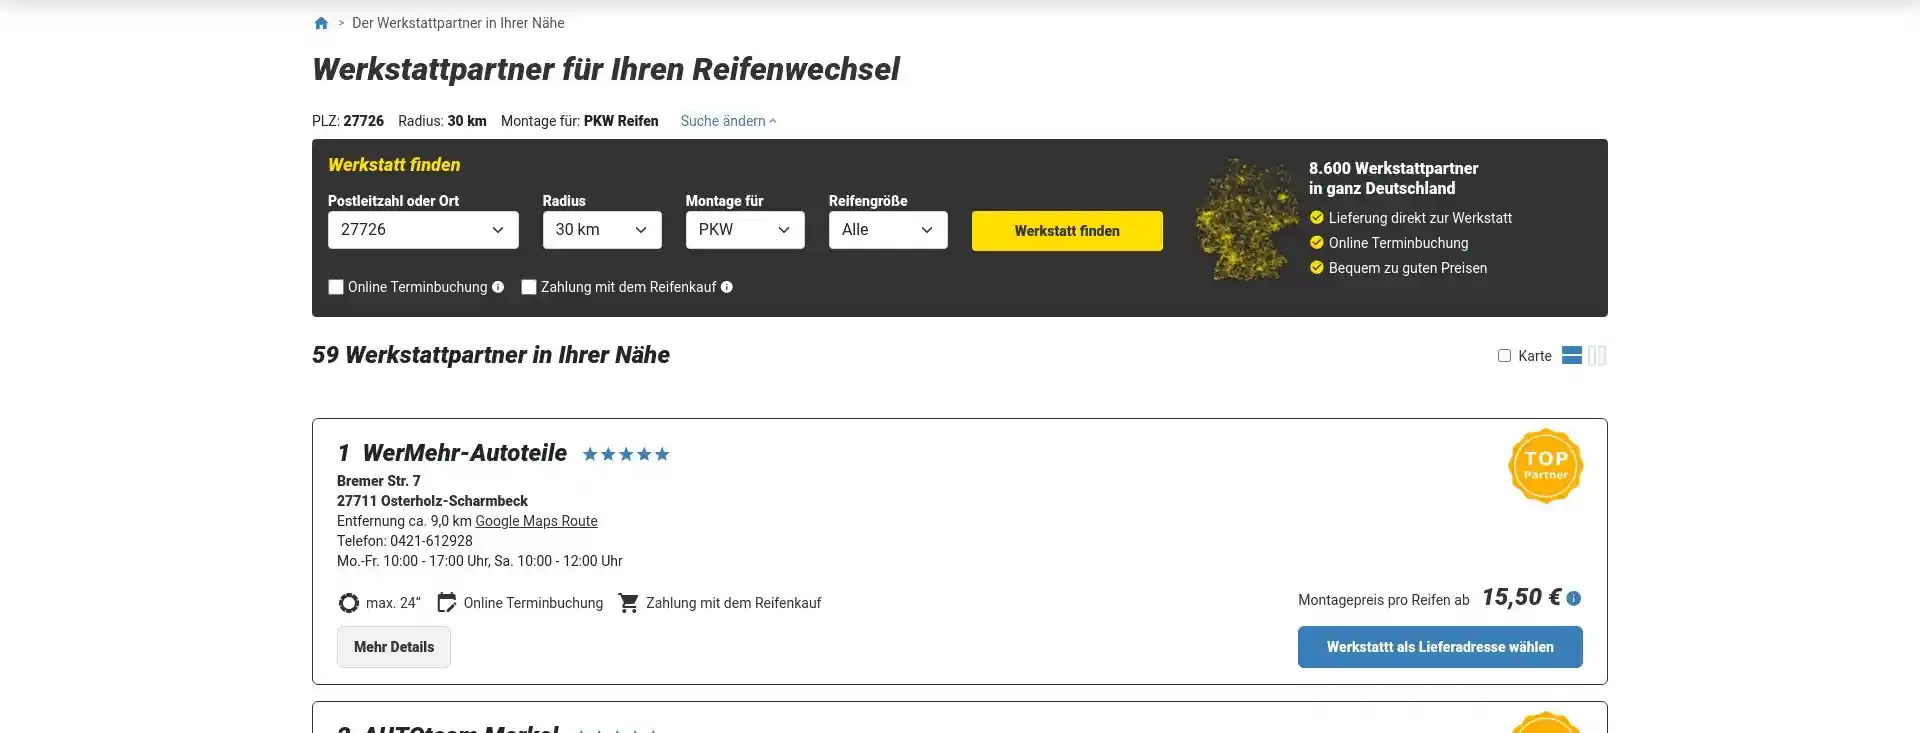 > Der Werkstattpartner in Ihrer Nähe
Werkstattpartner für Ihren Reifenwechsel
PLZ: 27726 Radius: 30 km Montage für: PKW Reifen Suche ändern
Werkstatt finden
Postleitzahl oder Ort Radius Montage für Reifengröße
27726 30 km PKW Alle Werkstatt finden
Online Terminbuchung Zahlung mit dem Reifenkauf
8.600 Werkstattpartner
in ganz Deutschland
Lieferung direkt zur Werkstatt
Online Terminbuchung
Bequem zu guten Preisen
59 Werkstattpartner in Ihrer Nähe
Karte
1 WerMehr-Autoteile
TOP
Partner
Bremer Str. 7
27711 Osterholz-Scharmbeck
Entfernung ca. 9,0 km Google Maps Route
Telefon: 0421-612928
Mo.-Fr. 10:00 - 17:00 Uhr, Sa. 10:00 - 12:00 Uhr
max. 24“ Online Terminbuchung Zahlung mit dem Reifenkauf
Montagepreis pro Reifen ab 15,50 €
Mehr Details
Werkstattt als Lieferadresse wählen
2 AUTOteam Merkel